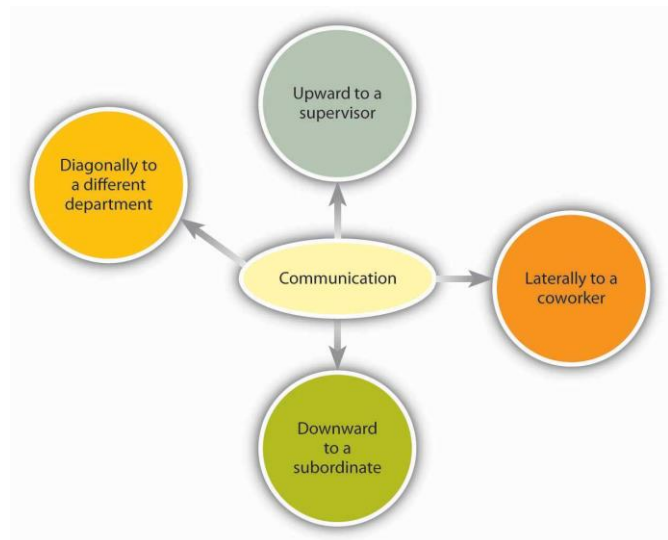 Upward to a
supervisor
Diagonally to
a different
department
Communication
Laterally to a
coworker
Downward
to a
subordinate